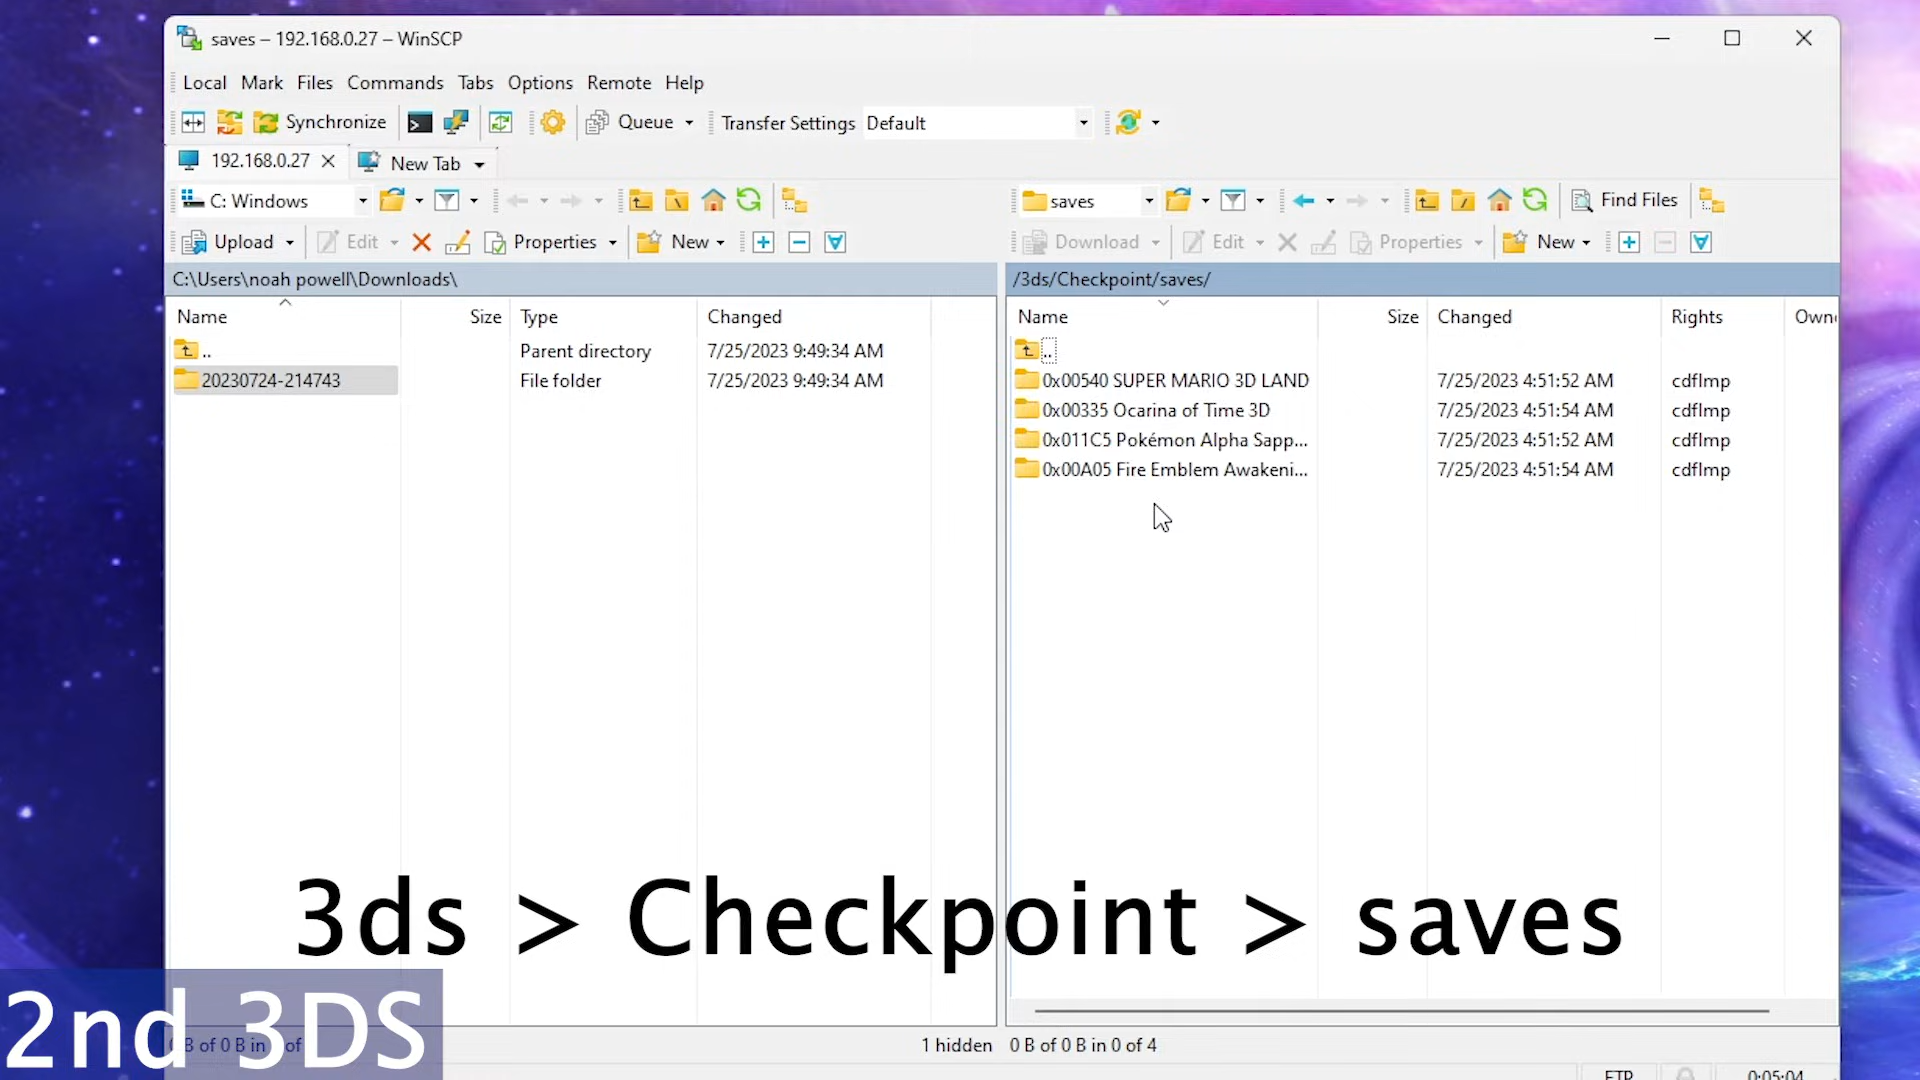 saves – 192.168.0.27 – WinSCP
Local Mark Files Commands Tabs Options Remote Help
Synchronize Queue Transfer Settings Default
192.168.0.27 New Tab
C: Windows saves Find Files
Upload Edit Properties New Download Edit Properties New
C:\Users\noah powell\Downloads\ /3ds/Checkpoint/saves/
Name Size Type Changed Name Size Changed Rights Own
.. Parent directory 7/25/2023 9:49:34 AM ..
20230724-214743 File folder 7/25/2023 9:49:34 AM 0x00540 SUPER MARIO 3D LAND 7/25/2023 4:51:52 AM cdflmp
0x00335 Ocarina of Time 3D 7/25/2023 4:51:54 AM cdflmp
0x011C5 Pokémon Alpha Sapp... 7/25/2023 4:51:52 AM cdflmp
0x00A05 Fire Emblem Awakeni... 7/25/2023 4:51:54 AM cdflmp
3ds > Checkpoint > saves
2nd 3DS
B of 0 B in of 1 hidden 0 B of 0 B in 0 of 4
FTP 0:05:04